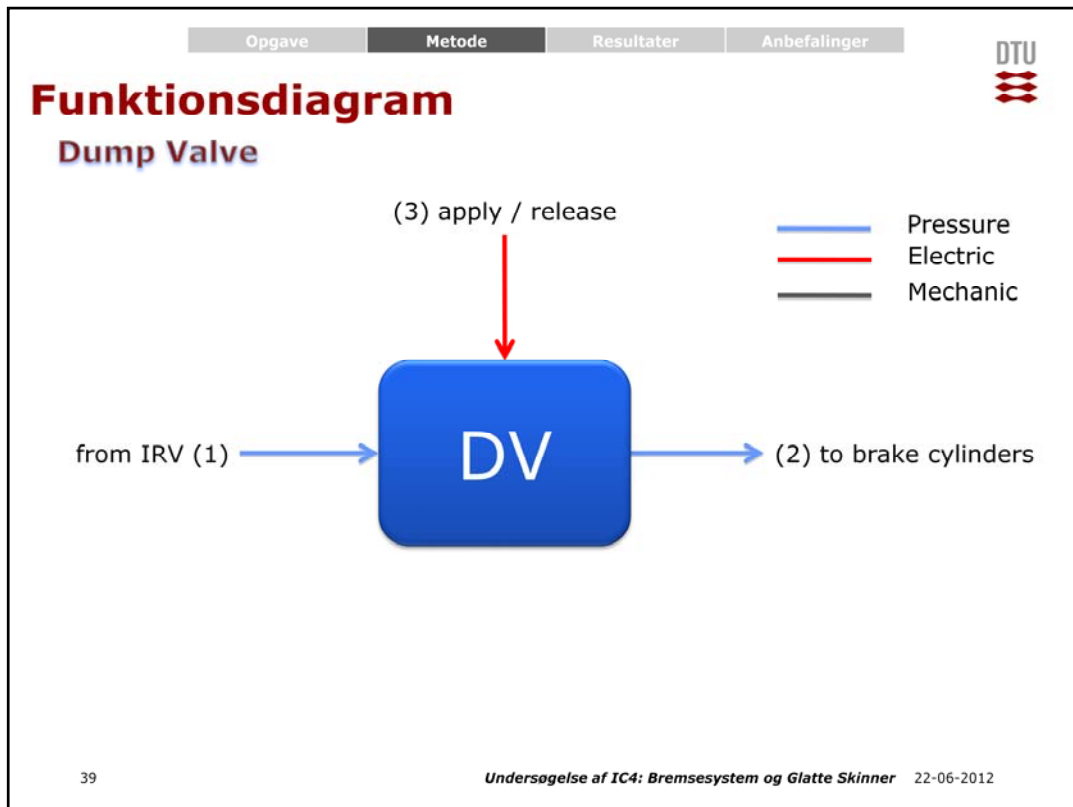 Opgave Metode Resultater Anbefalinger
DTU
Funktionsdiagram
Dump Valve
(3) apply / release
Pressure
Electric
Mechanic
from IRV (1)
DV
(2) to brake cylinders
39 Undersøgelse af IC4: Bremsesystem og Glatte Skinner 22-06-2012